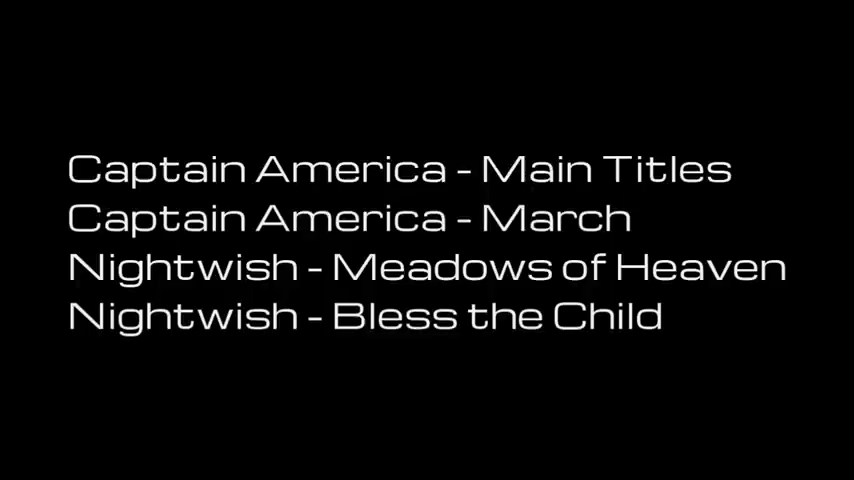 Captain America - Main Titles
Captain America - March
Nightwish - Meadows of Heaven
Nightwish - Bless the Child